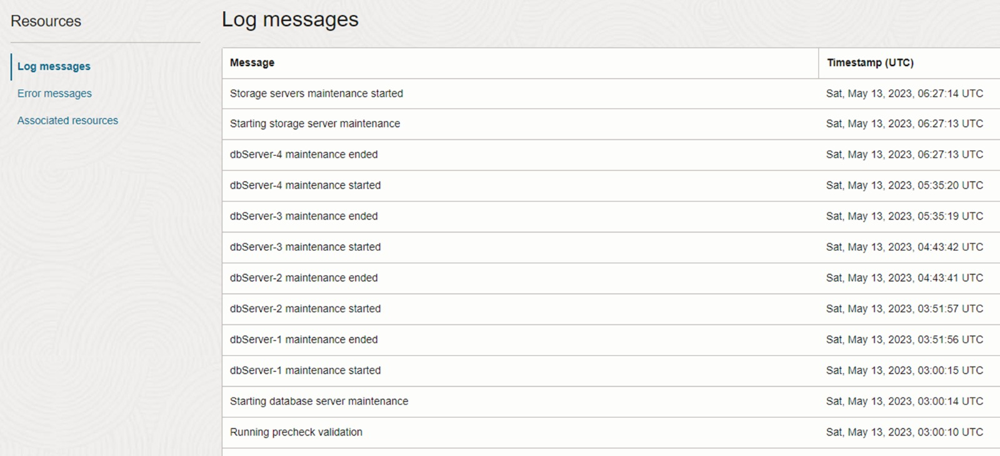 Resources
Log messages
Error messages
Associated resources
Log messages
Message Timestamp (UTC)
Storage servers maintenance started Sat, May 13, 2023, 06:27:14 UTC
Starting storage server maintenance Sat, May 13, 2023, 06:27:13 UTC
dbServer-4 maintenance ended Sat, May 13, 2023, 06:27:13 UTC
dbServer-4 maintenance started Sat, May 13, 2023, 05:35:20 UTC
dbServer-3 maintenance ended Sat, May 13, 2023, 05:35:19 UTC
dbServer-3 maintenance started Sat, May 13, 2023, 04:43:42 UTC
dbServer-2 maintenance ended Sat, May 13, 2023, 04:43:41 UTC
dbServer-2 maintenance started Sat, May 13, 2023, 03:51:57 UTC
dbServer-1 maintenance ended Sat, May 13, 2023, 03:51:56 UTC
dbServer-1 maintenance started Sat, May 13, 2023, 03:00:15 UTC
Starting database server maintenance Sat, May 13, 2023, 03:00:14 UTC
Running precheck validation Sat, May 13, 2023, 03:00:10 UTC